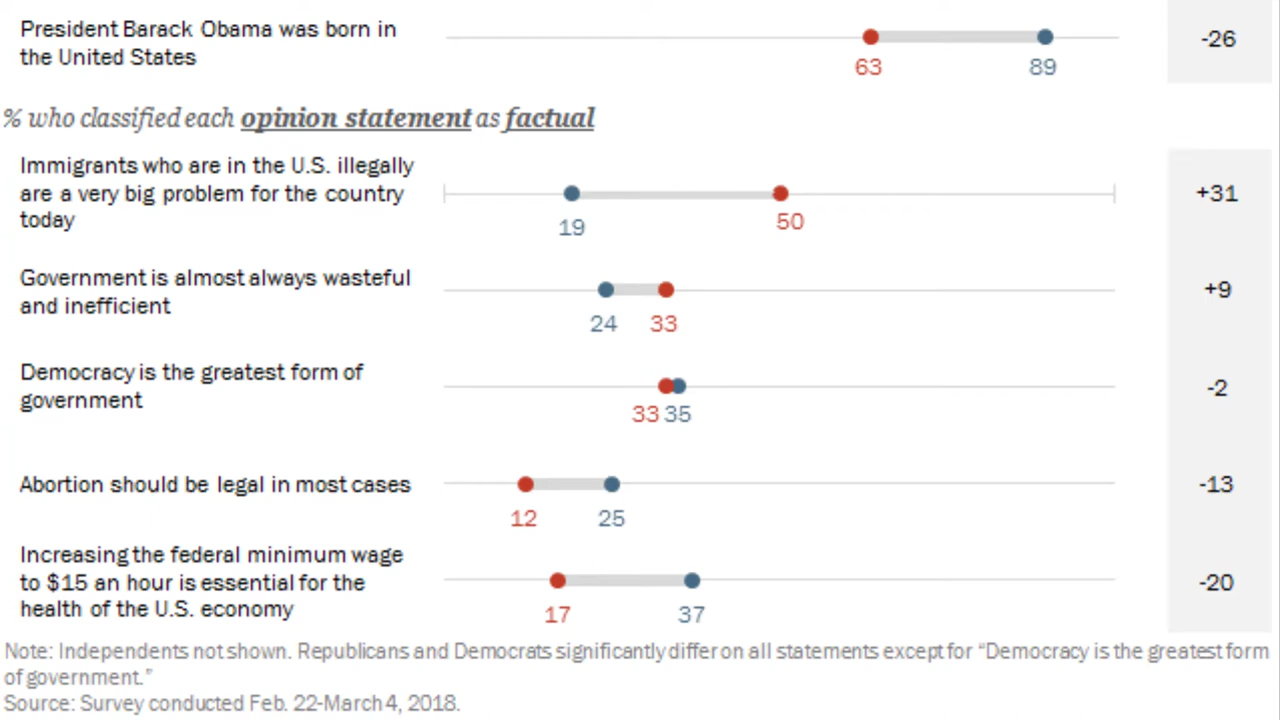 President Barack Obama was born in
the United States
63
89
-26
% who classified each opinion statement as factual
Immigrants who are in the U.S. illegally
are a very big problem for the country
today
19
50
+31
Government is almost always wasteful
and inefficient
24
33
+9
Democracy is the greatest form of
government
33 35
-2
Abortion should be legal in most cases
12
25
-13
Increasing the federal minimum wage
to $15 an hour is essential for the
health of the U.S. economy
17
37
-20
Note: Independents not shown. Republicans and Democrats significantly differ on all statements except for “Democracy is the greatest form
of government.”
Source: Survey conducted Feb. 22-March 4, 2018.